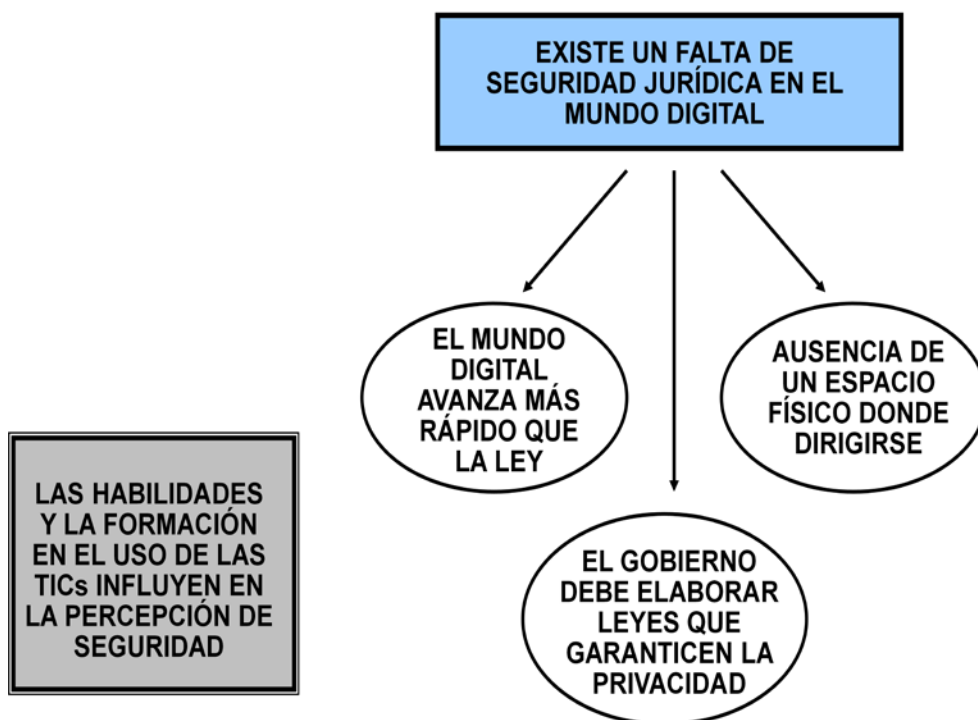 EXISTE UN FALTA DE
SEGURIDAD JURÍDICA EN EL
MUNDO DIGITAL
EL MUNDO
DIGITAL
AVANZA MÁS
RÁPIDO QUE
LA LEY
AUSENCIA DE
UN ESPACIO
FÍSICO DONDE
DIRIGIRSE
LAS HABILIDADES
Y LA FORMACIÓN
EN EL USO DE LAS
TICs INFLUYEN EN
LA PERCEPCIÓN DE
SEGURIDAD
EL GOBIERNO
DEBE ELABORAR
LEYES QUE
GARANTICEN LA
PRIVACIDAD